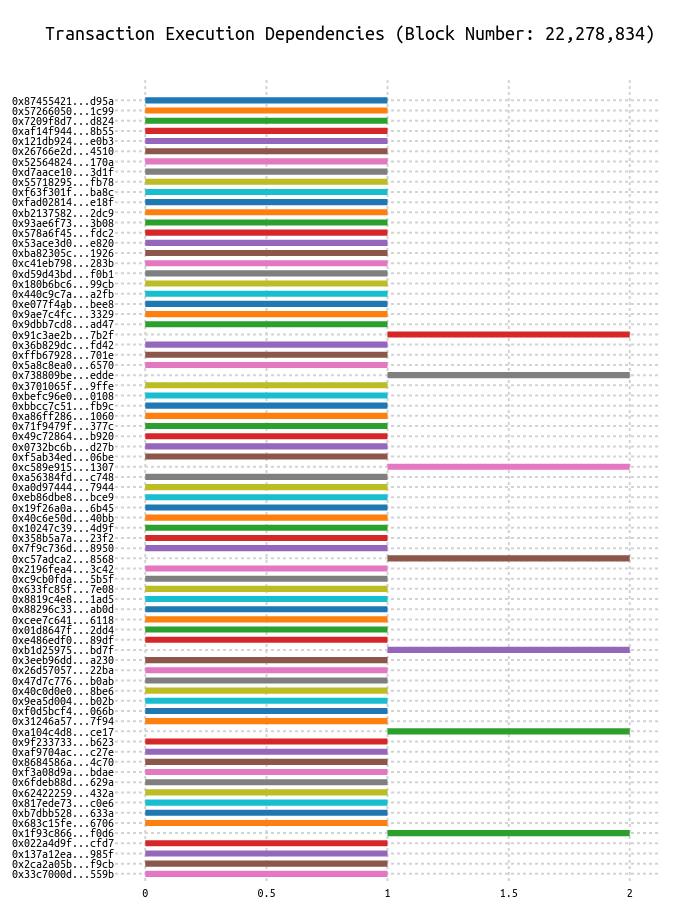 Transaction Execution Dependencies (Block Number: 22,278,834)
0x87455421...d95a
0x57266050...1c99
0x7209f8d7...d824
0xaf14f944...8b55
0x121db924...e0b3
0x26766e2d...4510
0x52564824...170a
0xd7aace10...3d1f
0x55718295...fb78
0xf63f301f...ba8c
0xfad02814...e18f
0xb2137582...2dc9
0x93ae6f73...3b08
0x578a6f45...fdc2
0x53ace3d0...e820
0xba82305c...1926
0xc41eb798...283b
0xd59d43bd...f0b1
0x180b6bc6...99cb
0x440c9c7a...a2fb
0xe077f4ab...bee8
0x9ae7c4fc...3329
0x9dbb7cd8...ad47
0x91c3ae2b...7b2f
0x36b829dc...fd42
0xffb67928...701e
0x5a8c8ea0...6570
0x738809be...edde
0x3701065f...9ffe
0xbefc96e0...0108
0xbbcc7c51...fb9c
0xa86ff286...1060
0x71f9479f...377c
0x49c72864...b920
0x0732bc6b...d27b
0xf5ab34ed...06be
0xc589e915...1307
0xa56384fd...c748
0xa0d97444...7944
0xeb86dbe8...bce9
0x19f26a0a...6b45
0x40c6e50d...40bb
0x10247c39...4d9f
0x358b5a7a...23f2
0x7f9c736d...8950
0xc57adca2...8568
0x2196fea4...3c42
0xc9cb0fda...5b5f
0x633fc85f...7e08
0x8819c4e8...1ad5
0x88296c33...ab0d
0xcee7c641...6118
0x01d8647f...2dd4
0xe486edf0...89df
0xb1d25975...bd7f
0x3eeb96dd...a230
0x26d57057...22ba
0x47d7c776...b0ab
0x40c0d0e0...8be6
0x9ea5d004...b02b
0xf0d5bcf4...066b
0x31246a57...7f94
0xa104c4d8...ce17
0x9f233733...b623
0xaf9704ac...c27e
0x8684586a...4c70
0xf3a08d9a...bdae
0x6fdeb88d...629a
0x62422259...432a
0x817ede73...c0e6
0xb7dbb528...633a
0x683c15fe...6706
0x1f93c866...f0d6
0x022a4d9f...cfd7
0x137a12ea...985f
0x2ca2a05b...f9cb
0x33c7000d...559b
0 0.5 1 1.5 2